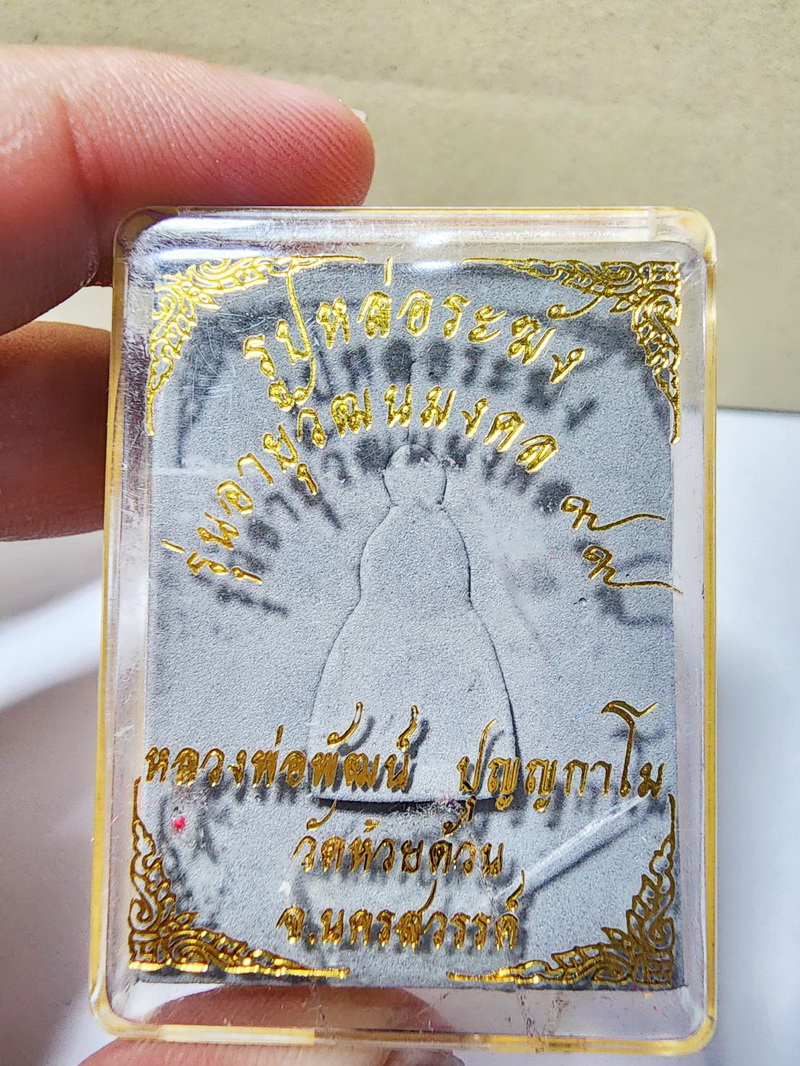 รูปหล่อระฆัง
รุ่นอายุวัฒนมงคล ๙๙
หลวงพ่อพัฒน์ ปุญญกาโม
วัดห้วยด้วน
จ.นครสวรรค์